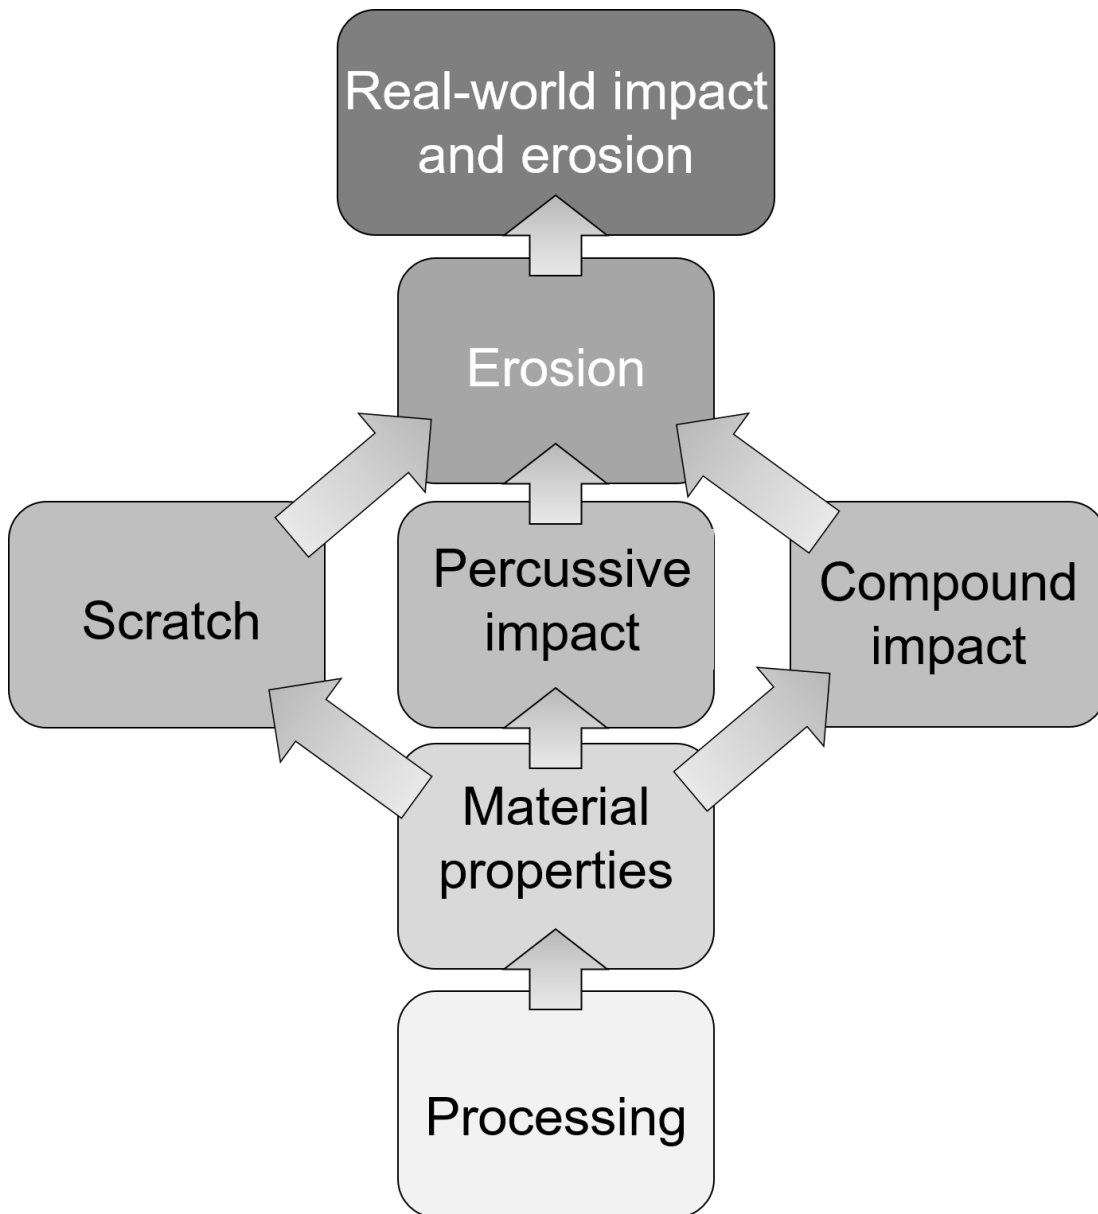 Real-world impact
and erosion
Erosion
Scratch
Percussive
impact
Compound
impact
Material
properties
Processing